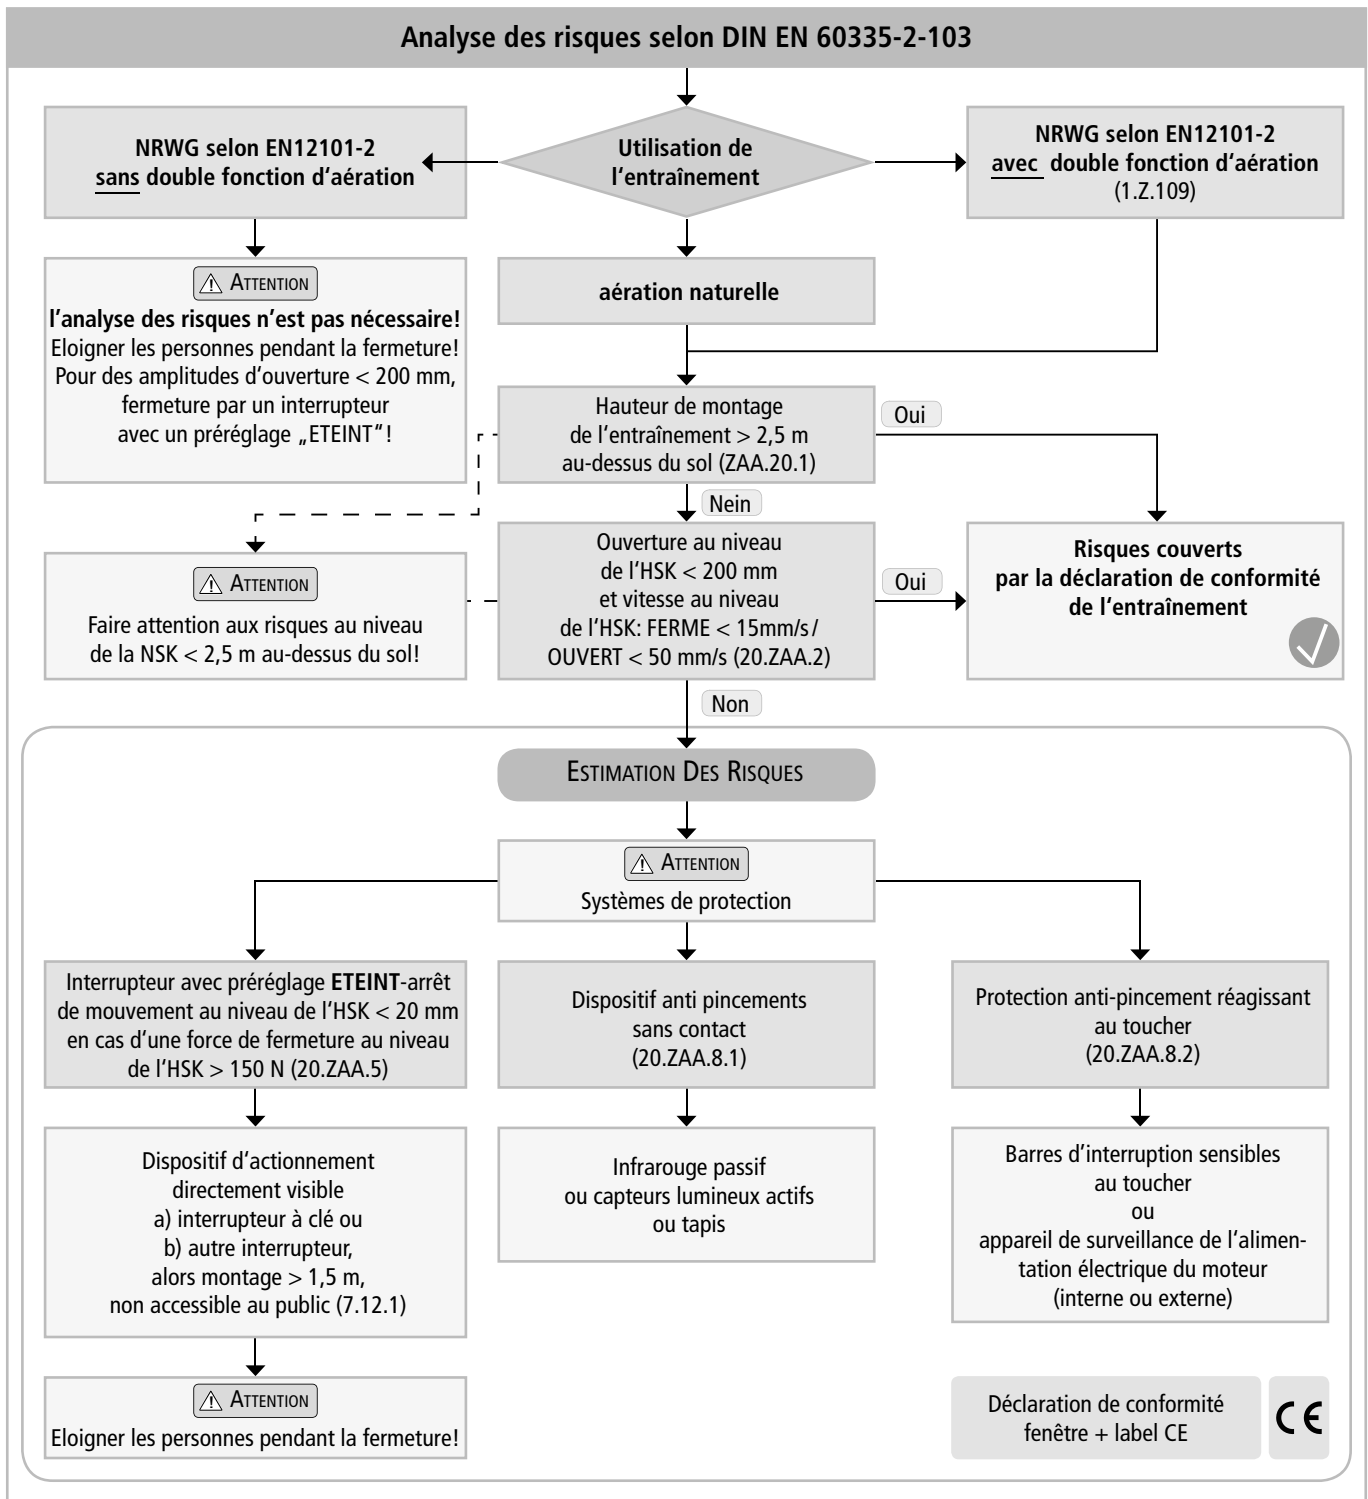 Analyse des risques selon DIN EN 60335-2-103
NRWG selon EN12101-2
sans double fonction d‘aération
Utilisation de
l‘entraînement
NRWG selon EN12101-2
avec double fonction d‘aération
(1.Z.109)
ATTENTION
l‘analyse des risques n‘est pas nécessaire!
Eloigner les personnes pendant la fermeture!
Pour des amplitudes d‘ouverture < 200 mm,
fermeture par un interrupteur
avec un préréglage „ETEINT“!
aération naturelle
Hauteur de montage
de l‘entraînement > 2,5 m
au-dessus du sol (ZAA.20.1)
Oui
Nein
ATTENTION
Faire attention aux risques au niveau
de la NSK < 2,5 m au-dessus du sol!
Ouverture au niveau
de l‘HSK < 200 mm
et vitesse au niveau
de l‘HSK: FERME < 15mm/s /
OUVERT < 50 mm/s (20.ZAA.2)
Oui
Risques couverts
par la déclaration de conformité
de l‘entraînement
Non
ESTIMATION DES RISQUES
ATTENTION
Systèmes de protection
Interrupteur avec préréglage ETEINT-arrêt
de mouvement au niveau de l‘HSK < 20 mm
en cas d‘une force de fermeture au niveau
de l‘HSK > 150 N (20.ZAA.5)
Dispositif anti pincements
sans contact
(20.ZAA.8.1)
Protection anti-pincement réagissant
au toucher
(20.ZAA.8.2)
Dispositif d‘actionnement
directement visible
a) interrupteur à clé ou
b) autre interrupteur,
alors montage > 1,5 m,
non accessible au public (7.12.1)
Infrarouge passif
ou capteurs lumineux actifs
ou tapis
Barres d‘interruption sensibles
au toucher
ou
appareil de surveillance de l‘alimen-
tation électrique du moteur
(interne ou externe)
ATTENTION
Eloigner les personnes pendant la fermeture!
Déclaration de conformité
fenêtre + label CE
CE